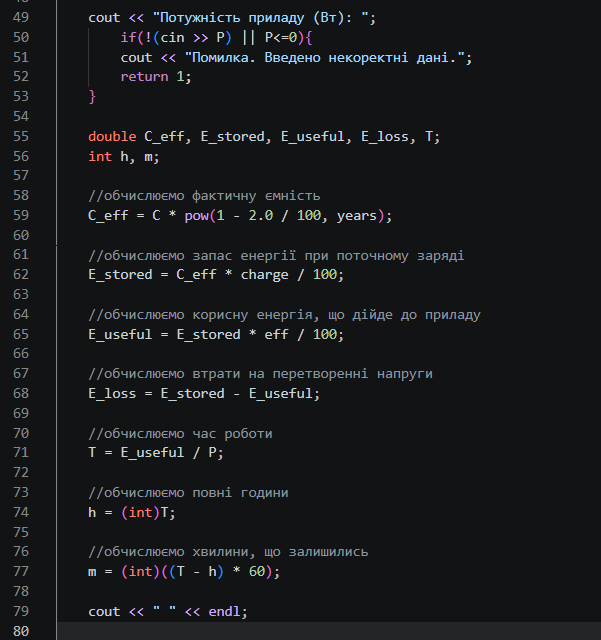 49 cout << "Потужність приладу (Вт): ";
50 if(!(cin >> P) || P<=0){
51 cout << "Помилка. Введено некоректні дані.";
52 return 1;
53 }
54
55 double C_eff, E_stored, E_useful, E_loss, T;
56 int h, m;
57
58 //обчислюємо фактичну ємність
59 C_eff = C * pow(1 - 2.0 / 100, years);
60
61 //обчислюємо запас енергії при поточному заряді
62 E_stored = C_eff * charge / 100;
63
64 //обчислюємо корисну енергія, що дійде до приладу
65 E_useful = E_stored * eff / 100;
66
67 //обчислюємо втрати на перетворенні напруги
68 E_loss = E_stored - E_useful;
69
70 //обчислюємо час роботи
71 T = E_useful / P;
72
73 //обчислюємо повні години
74 h = (int)T;
75
76 //обчислюємо хвилини, що залишились
77 m = (int)((T - h) * 60);
78
79 cout << " " << endl;
80